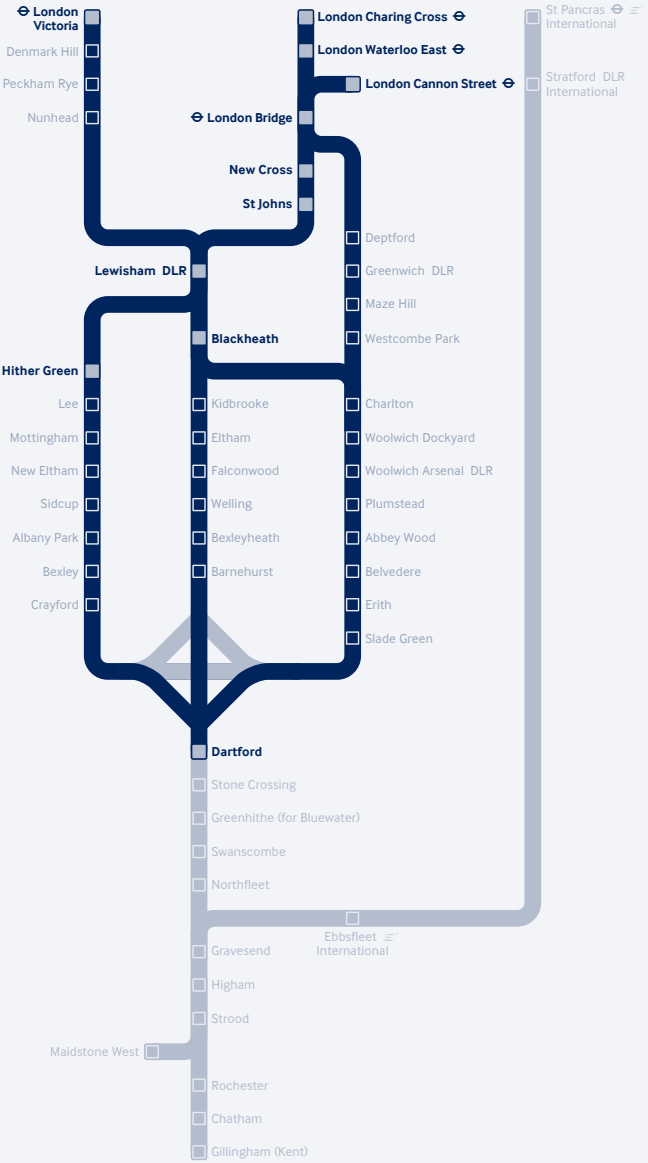 London
Victoria
London Charing Cross
St Pancras
International
Denmark Hill
London Waterloo East
Peckham Rye
London Cannon Street
Stratford DLR
International
Nunhead
London Bridge
New Cross
St Johns
Deptford
Lewisham DLR
Greenwich DLR
Maze Hill
Blackheath
Westcombe Park
Hither Green
Lee
Kidbrooke
Charlton
Mottingham
Eltham
Woolwich Dockyard
New Eltham
Falconwood
Woolwich Arsenal DLR
Sidcup
Welling
Plumstead
Albany Park
Bexleyheath
Abbey Wood
Bexley
Barnehurst
Belvedere
Crayford
Erith
Slade Green
Dartford
Stone Crossing
Greenhithe (for Bluewater)
Swanscombe
Northfleet
Ebbsfleet
International
Gravesend
Higham
Strood
Maidstone West
Rochester
Chatham
Gillingham (Kent)